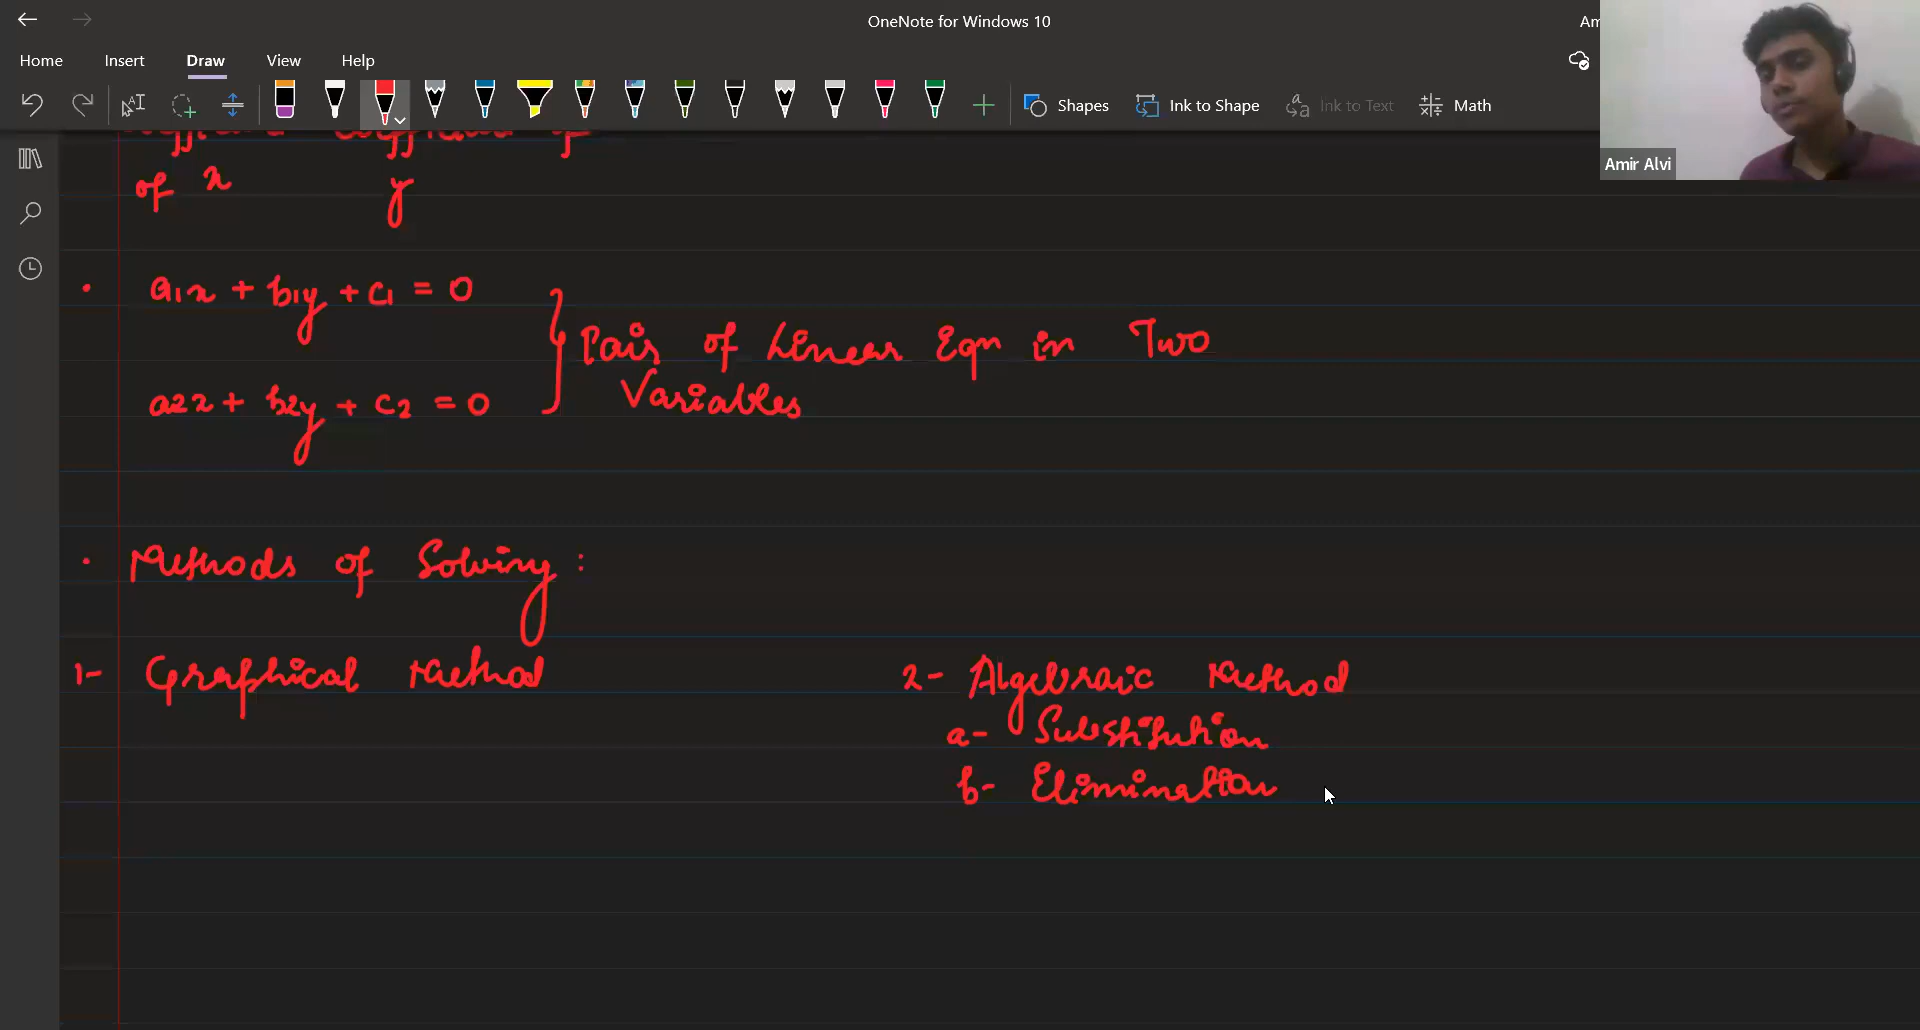 OneNote for Windows 10
Am
Home Insert Draw View Help
Shapes Ink to Shape Ink to Text Math
Amir Alvi
of x y
a1x + b1y + c1 = 0
Pair of Linear Eqn in Two
Variables
a2x + b2y + c2 = 0
Methods of Solving :
1- Graphical Method
2- Algebraic Method
a- Substitution
b- Elimination